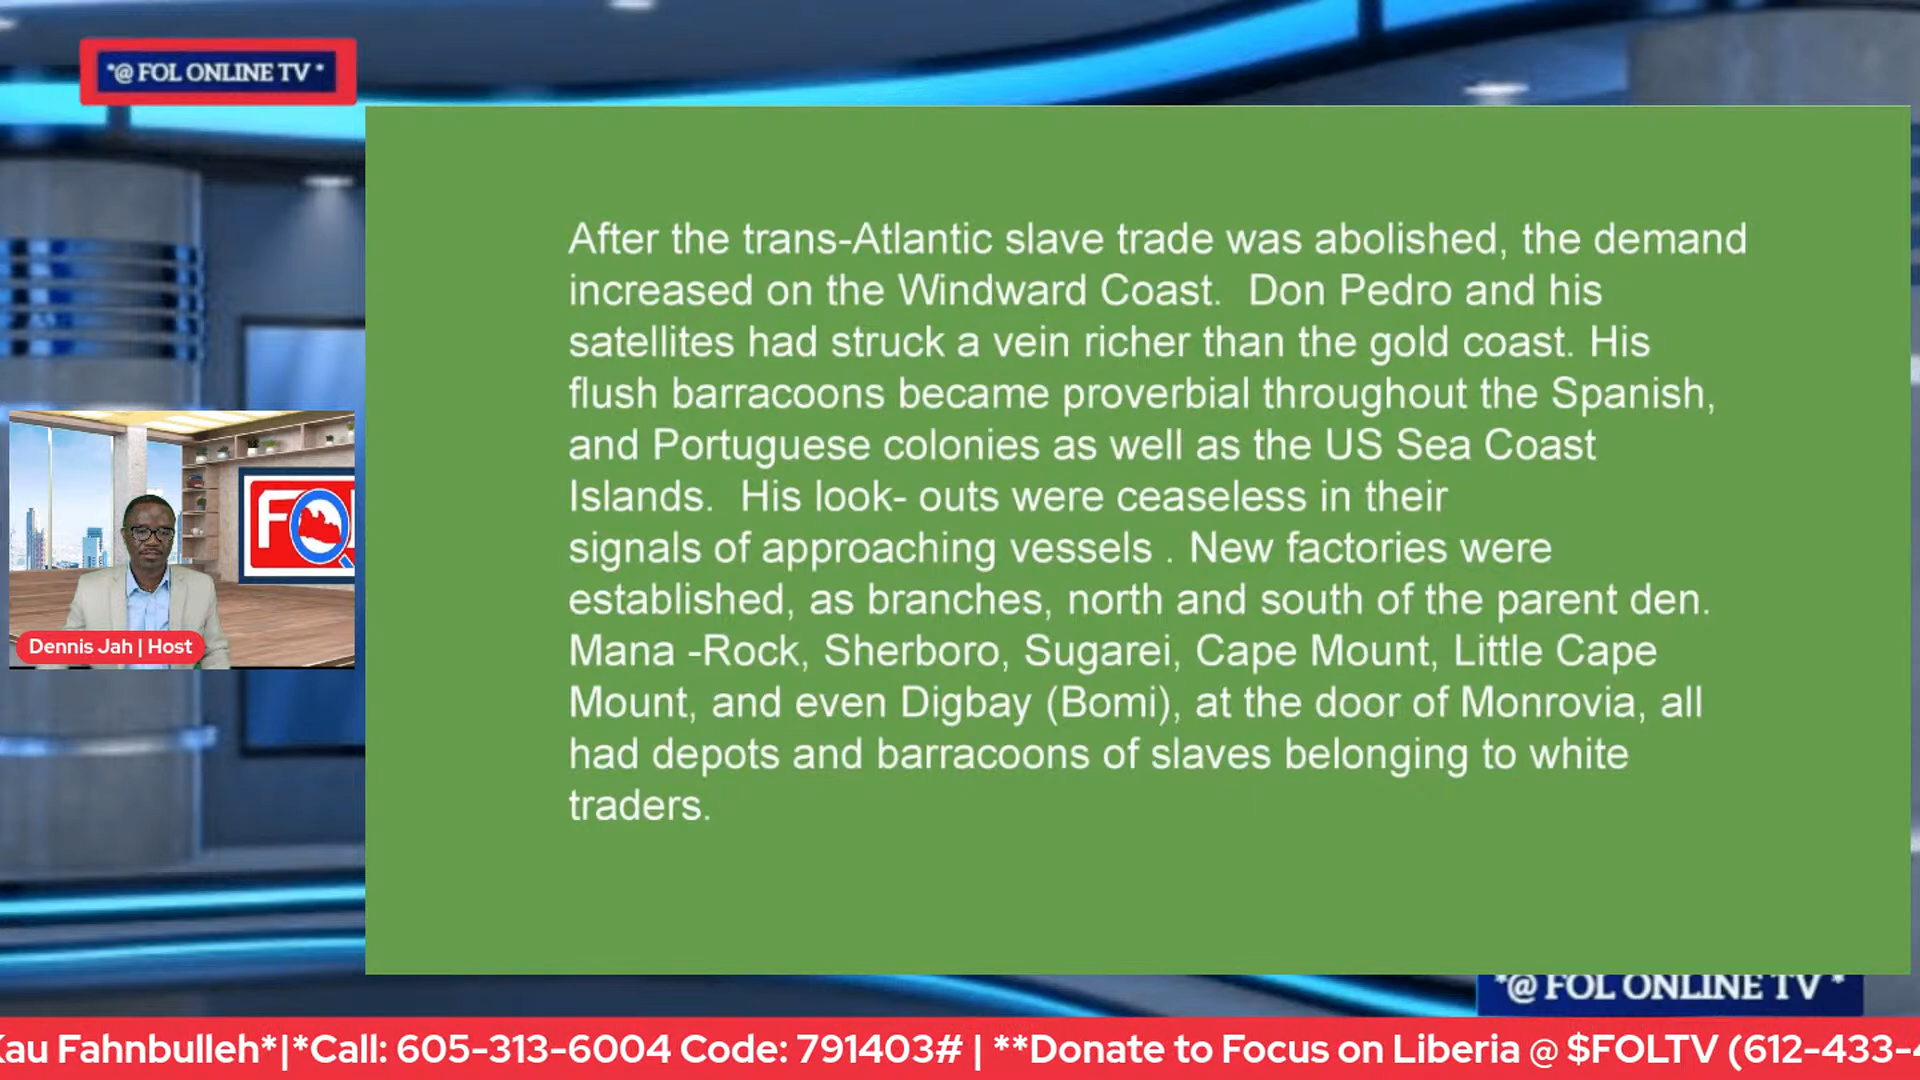 *@ FOL ONLINE TV *
After the trans-Atlantic slave trade was abolished, the demand
increased on the Windward Coast.  Don Pedro and his
satellites had struck a vein richer than the gold coast. His
flush barracoons became proverbial throughout the Spanish,
and Portuguese colonies as well as the US Sea Coast
Islands.  His look- outs were ceaseless in their
signals of approaching vessels . New factories were
established, as branches, north and south of the parent den.
Mana -Rock, Sherboro, Sugarei, Cape Mount, Little Cape
Mount, and even Digbay (Bomi), at the door of Monrovia, all
had depots and barracoons of slaves belonging to white
traders.
Dennis Jah | Host
*@ FOL ONLINE TV *
Kau Fahnbulleh*|*Call: 605-313-6004 Code: 791403# | **Donate to Focus on Liberia @ $FOLTV (612-433-